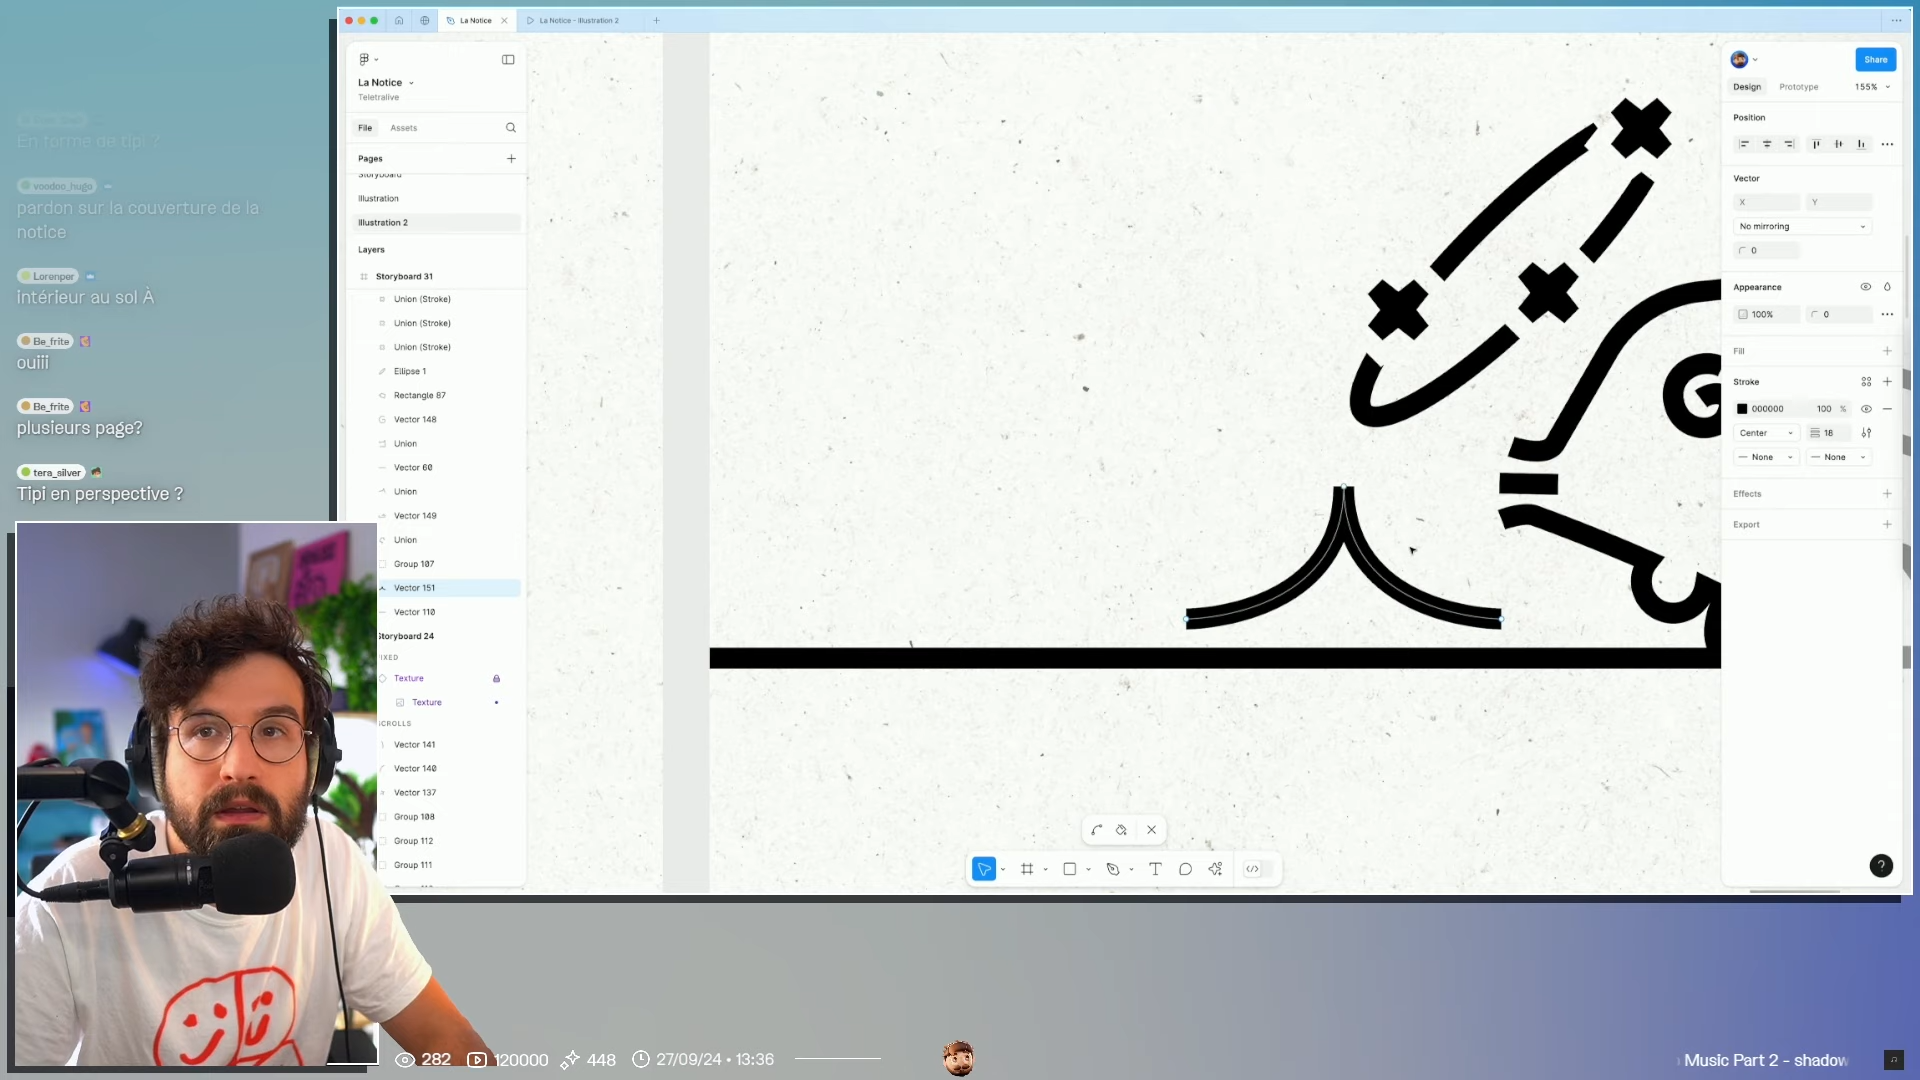 La Notice
La Notice - Illustration 2
En forme de tipi ?
voodoo_hugo
pardon sur la couverture de la
notice
Lorenper
intérieur au sol À
Be_frite
ouiii
Be_frite
plusieurs page?
tera_silver
Tipi en perspective ?
La Notice
Teletralive
File
Assets
Pages
Storyboard
Illustration
Illustration 2
Layers
Storyboard 31
Union (Stroke)
Union (Stroke)
Union (Stroke)
Ellipse 1
Rectangle 87
Vector 148
Union
Vector 60
Union
Vector 149
Union
Group 107
Vector 151
Vector 110
Storyboard 24
FIXED
Texture
Texture
SCROLLS
Vector 141
Vector 140
Vector 137
Group 108
Group 112
Group 111
Share
Design
Prototype
155%
Position
Vector
X
Y
No mirroring
0
Appearance
100%
0
Fill
Stroke
000000
100 %
Center
18
None
None
Effects
Export
?
282
120000
448
27/09/24 • 13:36
Music Part 2 - shadow